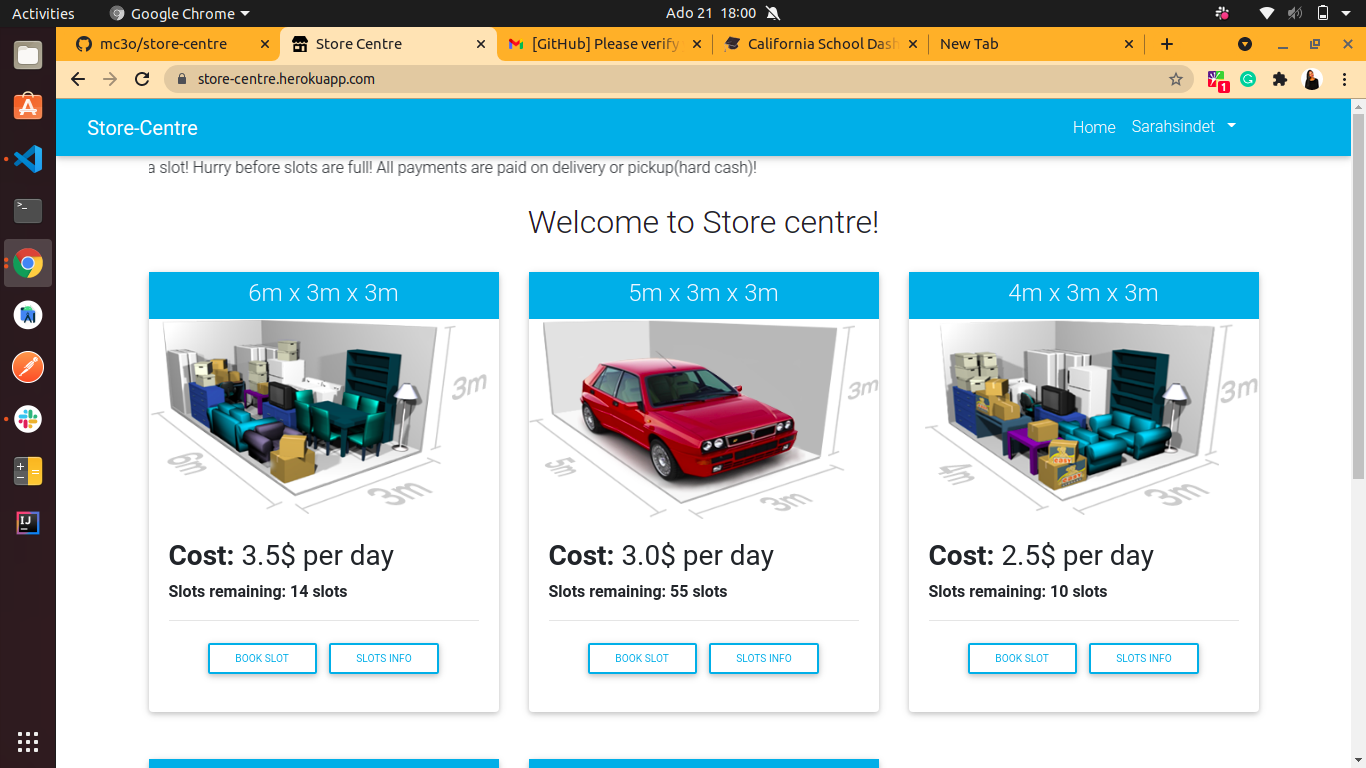 Activities
Google Chrome
Ado 21 18:00
mc3o/store-centre
Store Centre
[GitHub] Please verify
California School Dash
New Tab
store-centre.herokuapp.com
1
Store-Centre
Home
Sarahsindet
a slot! Hurry before slots are full! All payments are paid on delivery or pickup(hard cash)!
Welcome to Store centre!
6m x 3m x 3m
3m
6m
3m
Cost: 3.5$ per day
Slots remaining: 14 slots
BOOK SLOT
SLOTS INFO
5m x 3m x 3m
3m
5m
3m
Cost: 3.0$ per day
Slots remaining: 55 slots
BOOK SLOT
SLOTS INFO
4m x 3m x 3m
3m
4m
3m
Cost: 2.5$ per day
Slots remaining: 10 slots
BOOK SLOT
SLOTS INFO
IJ